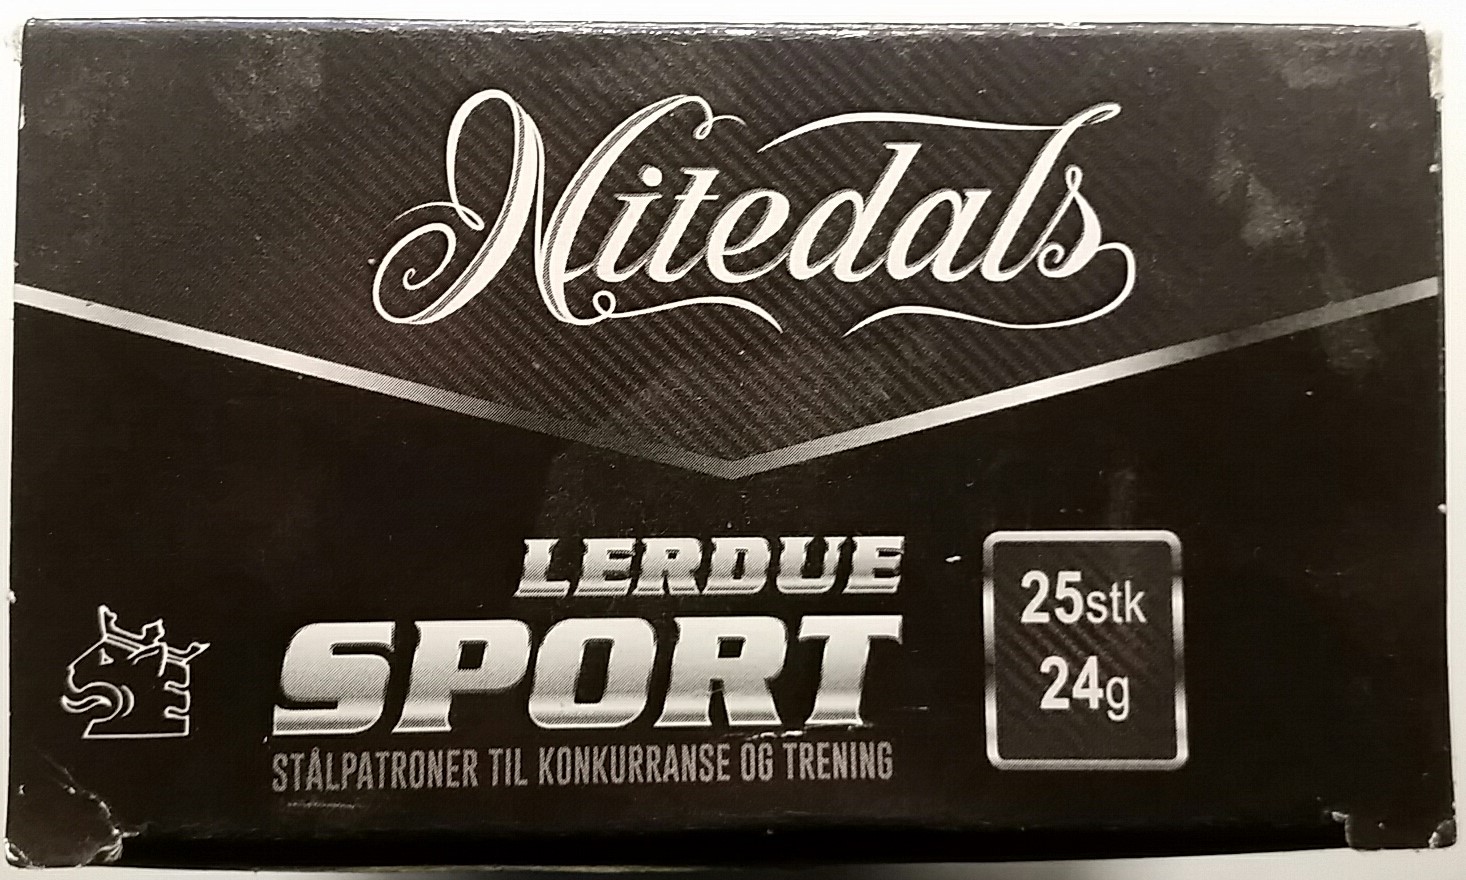 Nitedals
LERDUE
SPORT
STÅLPATRONER TIL KONKURRANSE OG TRENING
25stk
24g